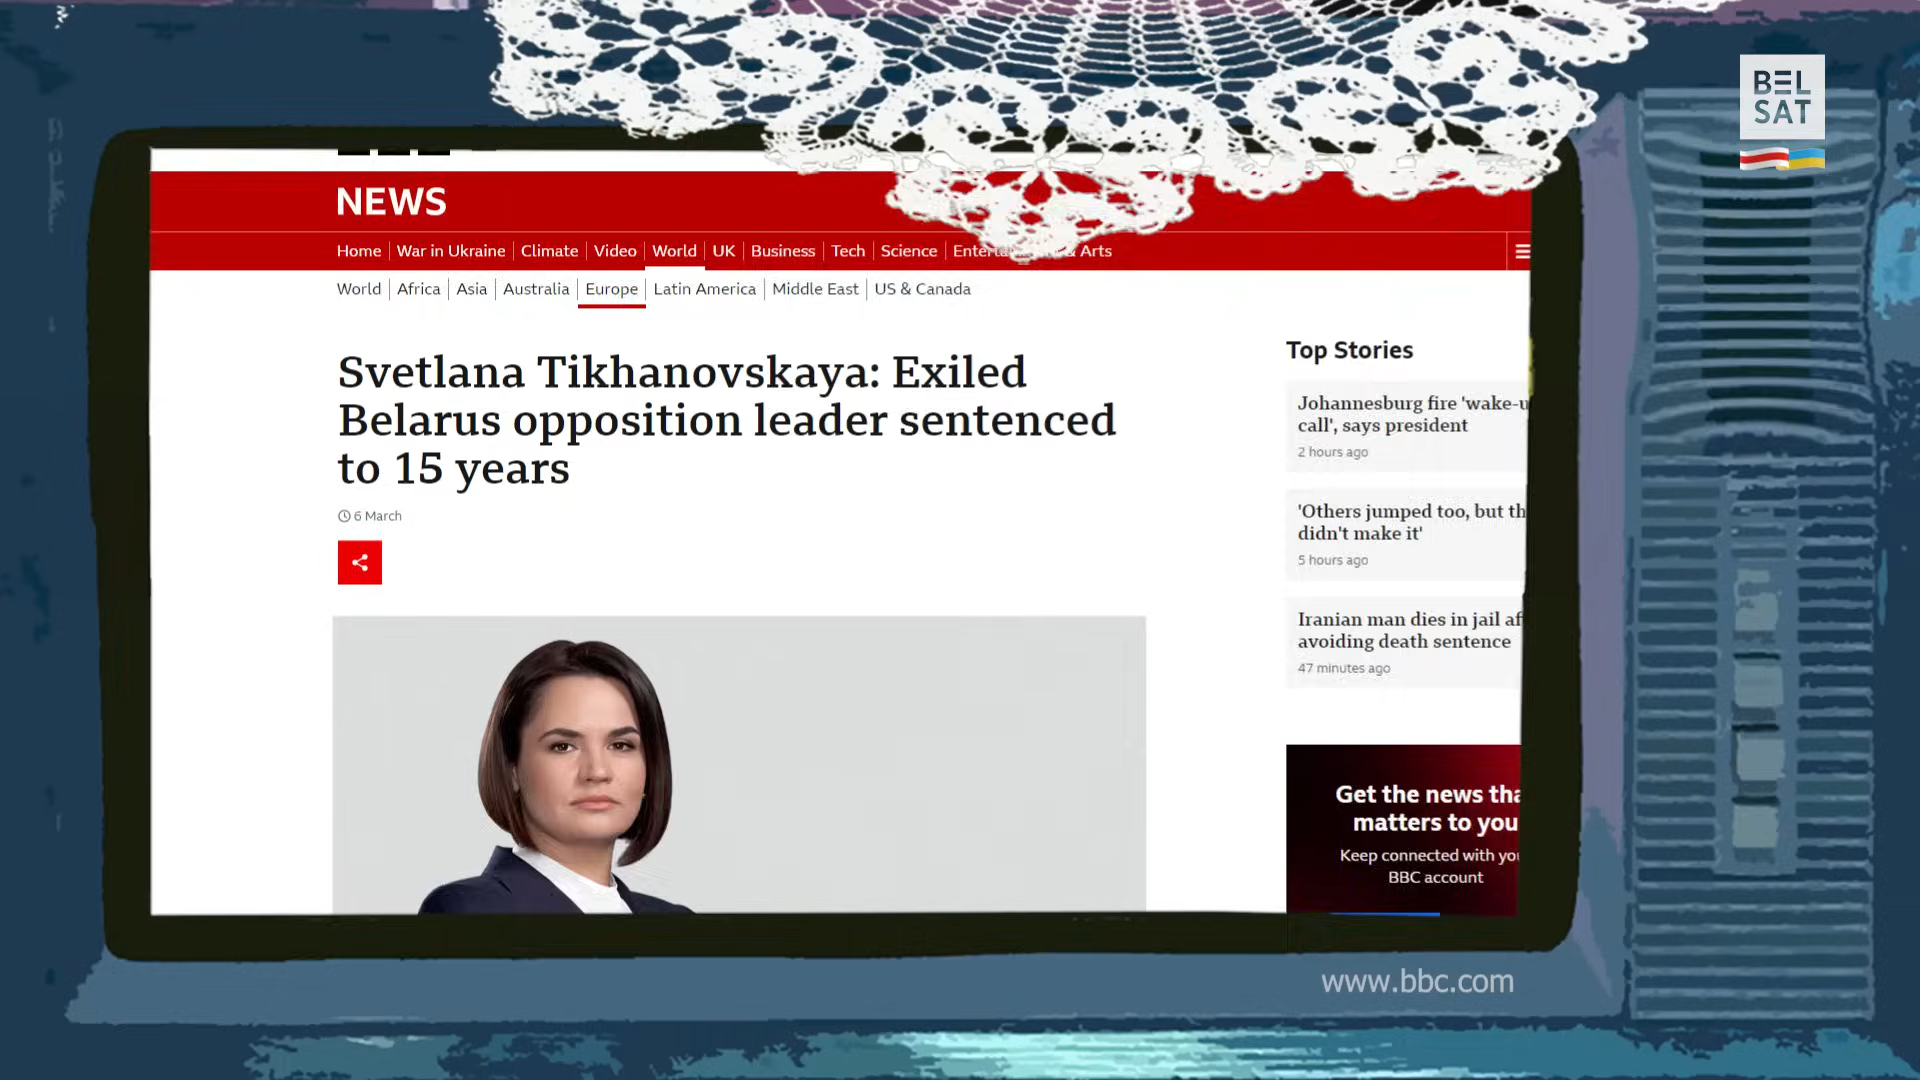 BEL
SAT
NEWS
Home War in Ukraine Climate Video World UK Business Tech Science Arts
World Africa Asia Australia Europe Latin America Middle East US & Canada
Svetlana Tikhanovskaya: Exiled
Belarus opposition leader sentenced
to 15 years
6 March
Top Stories
Johannesburg fire 'wake-u
call', says president
2 hours ago
'Others jumped too, but th
didn't make it'
5 hours ago
Iranian man dies in jail af
avoiding death sentence
47 minutes ago
Get the news tha
matters to you
Keep connected with you
BBC account
www.bbc.com